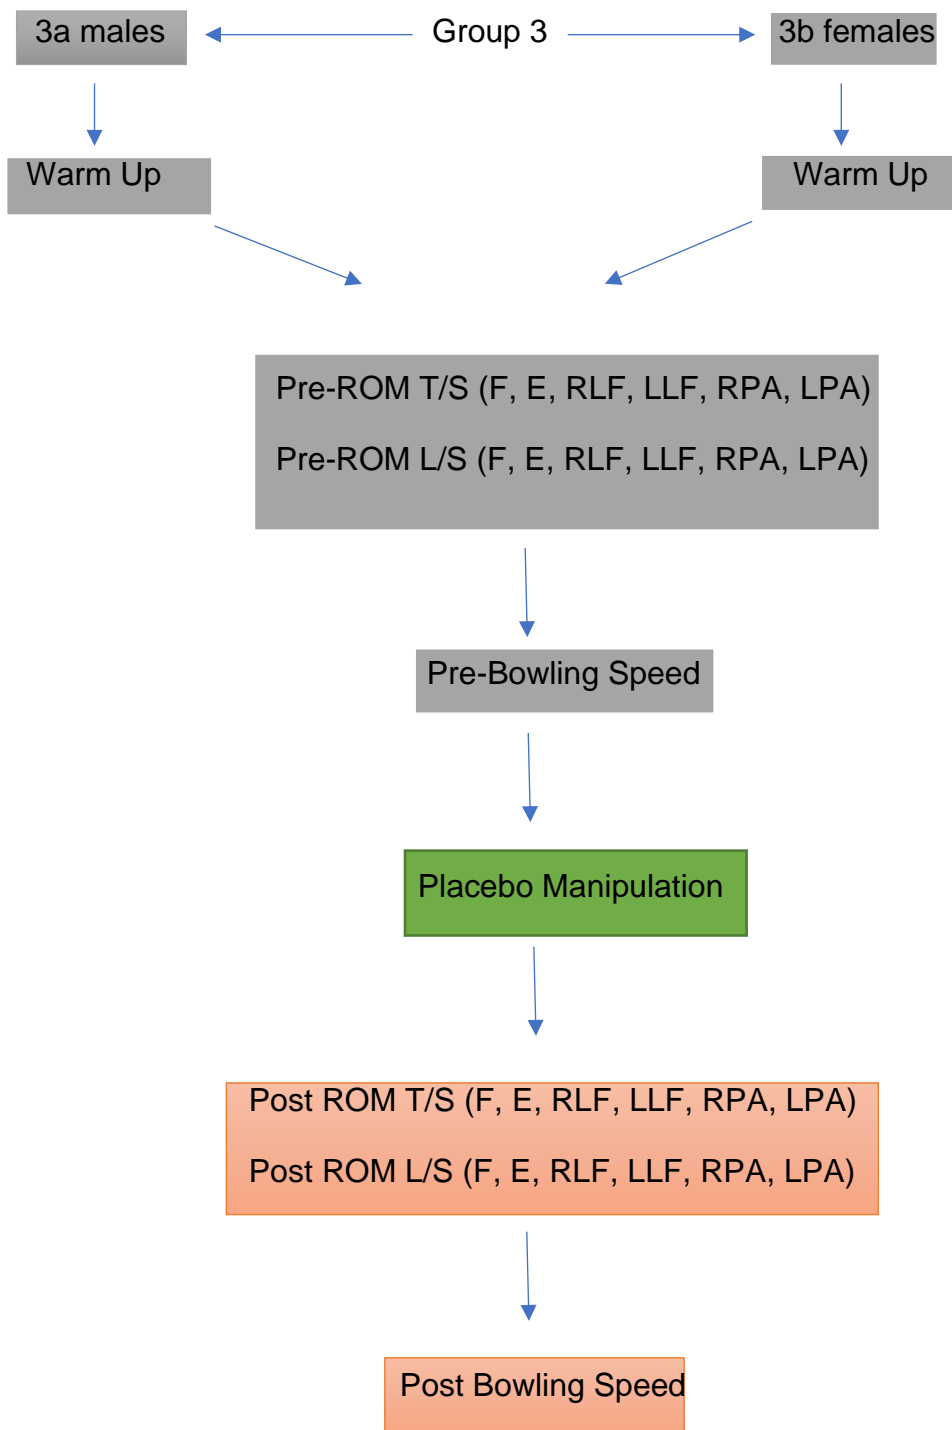 3a males
Group 3
3b females
Warm Up
Warm Up
Pre-ROM T/S (F, E, RLF, LLF, RPA, LPA)
Pre-ROM L/S (F, E, RLF, LLF, RPA, LPA)
Pre-Bowling Speed
Placebo Manipulation
Post ROM T/S (F, E, RLF, LLF, RPA, LPA)
Post ROM L/S (F, E, RLF, LLF, RPA, LPA)
Post Bowling Speed